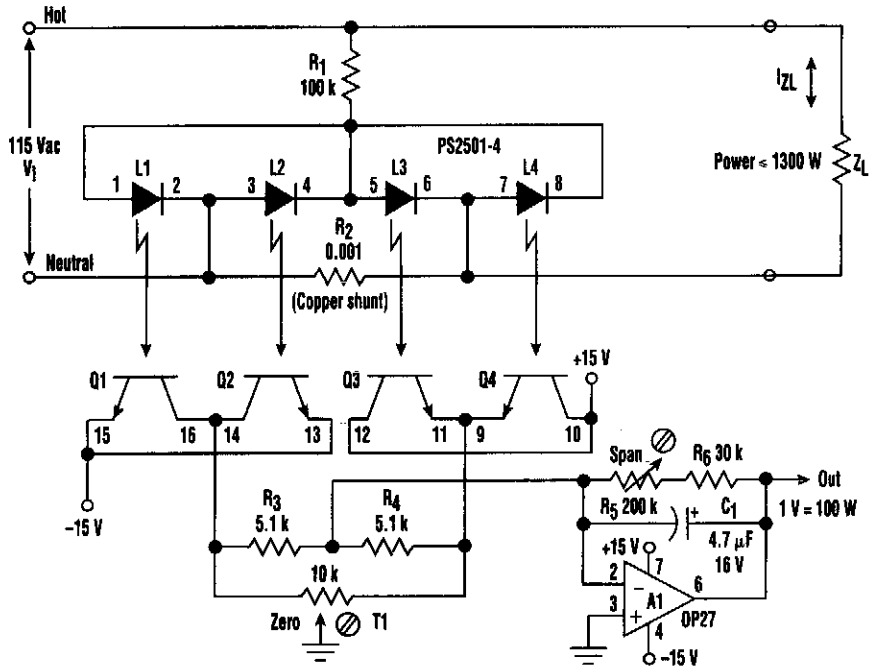 Hot
R1
100 k
IZL
115 Vac
V1
PS2501-4
Power < 1300 W
ZL
L1
L2
L3
L4
1
2
3
4
5
6
7
8
R2
0.001
(Copper shunt)
Neutral
+15 V
Q1
Q2
Q3
Q4
15
16
14
13
12
11
9
10
-15 V
Span
R6 30 k
Out
1 V = 100 W
R3
5.1 k
R4
5.1 k
R5 200 k
C1
+
4.7 µF
16 V
+15 V
7
10 k
2
-
6
3
+
A1
OP27
4
-15 V
Zero
T1